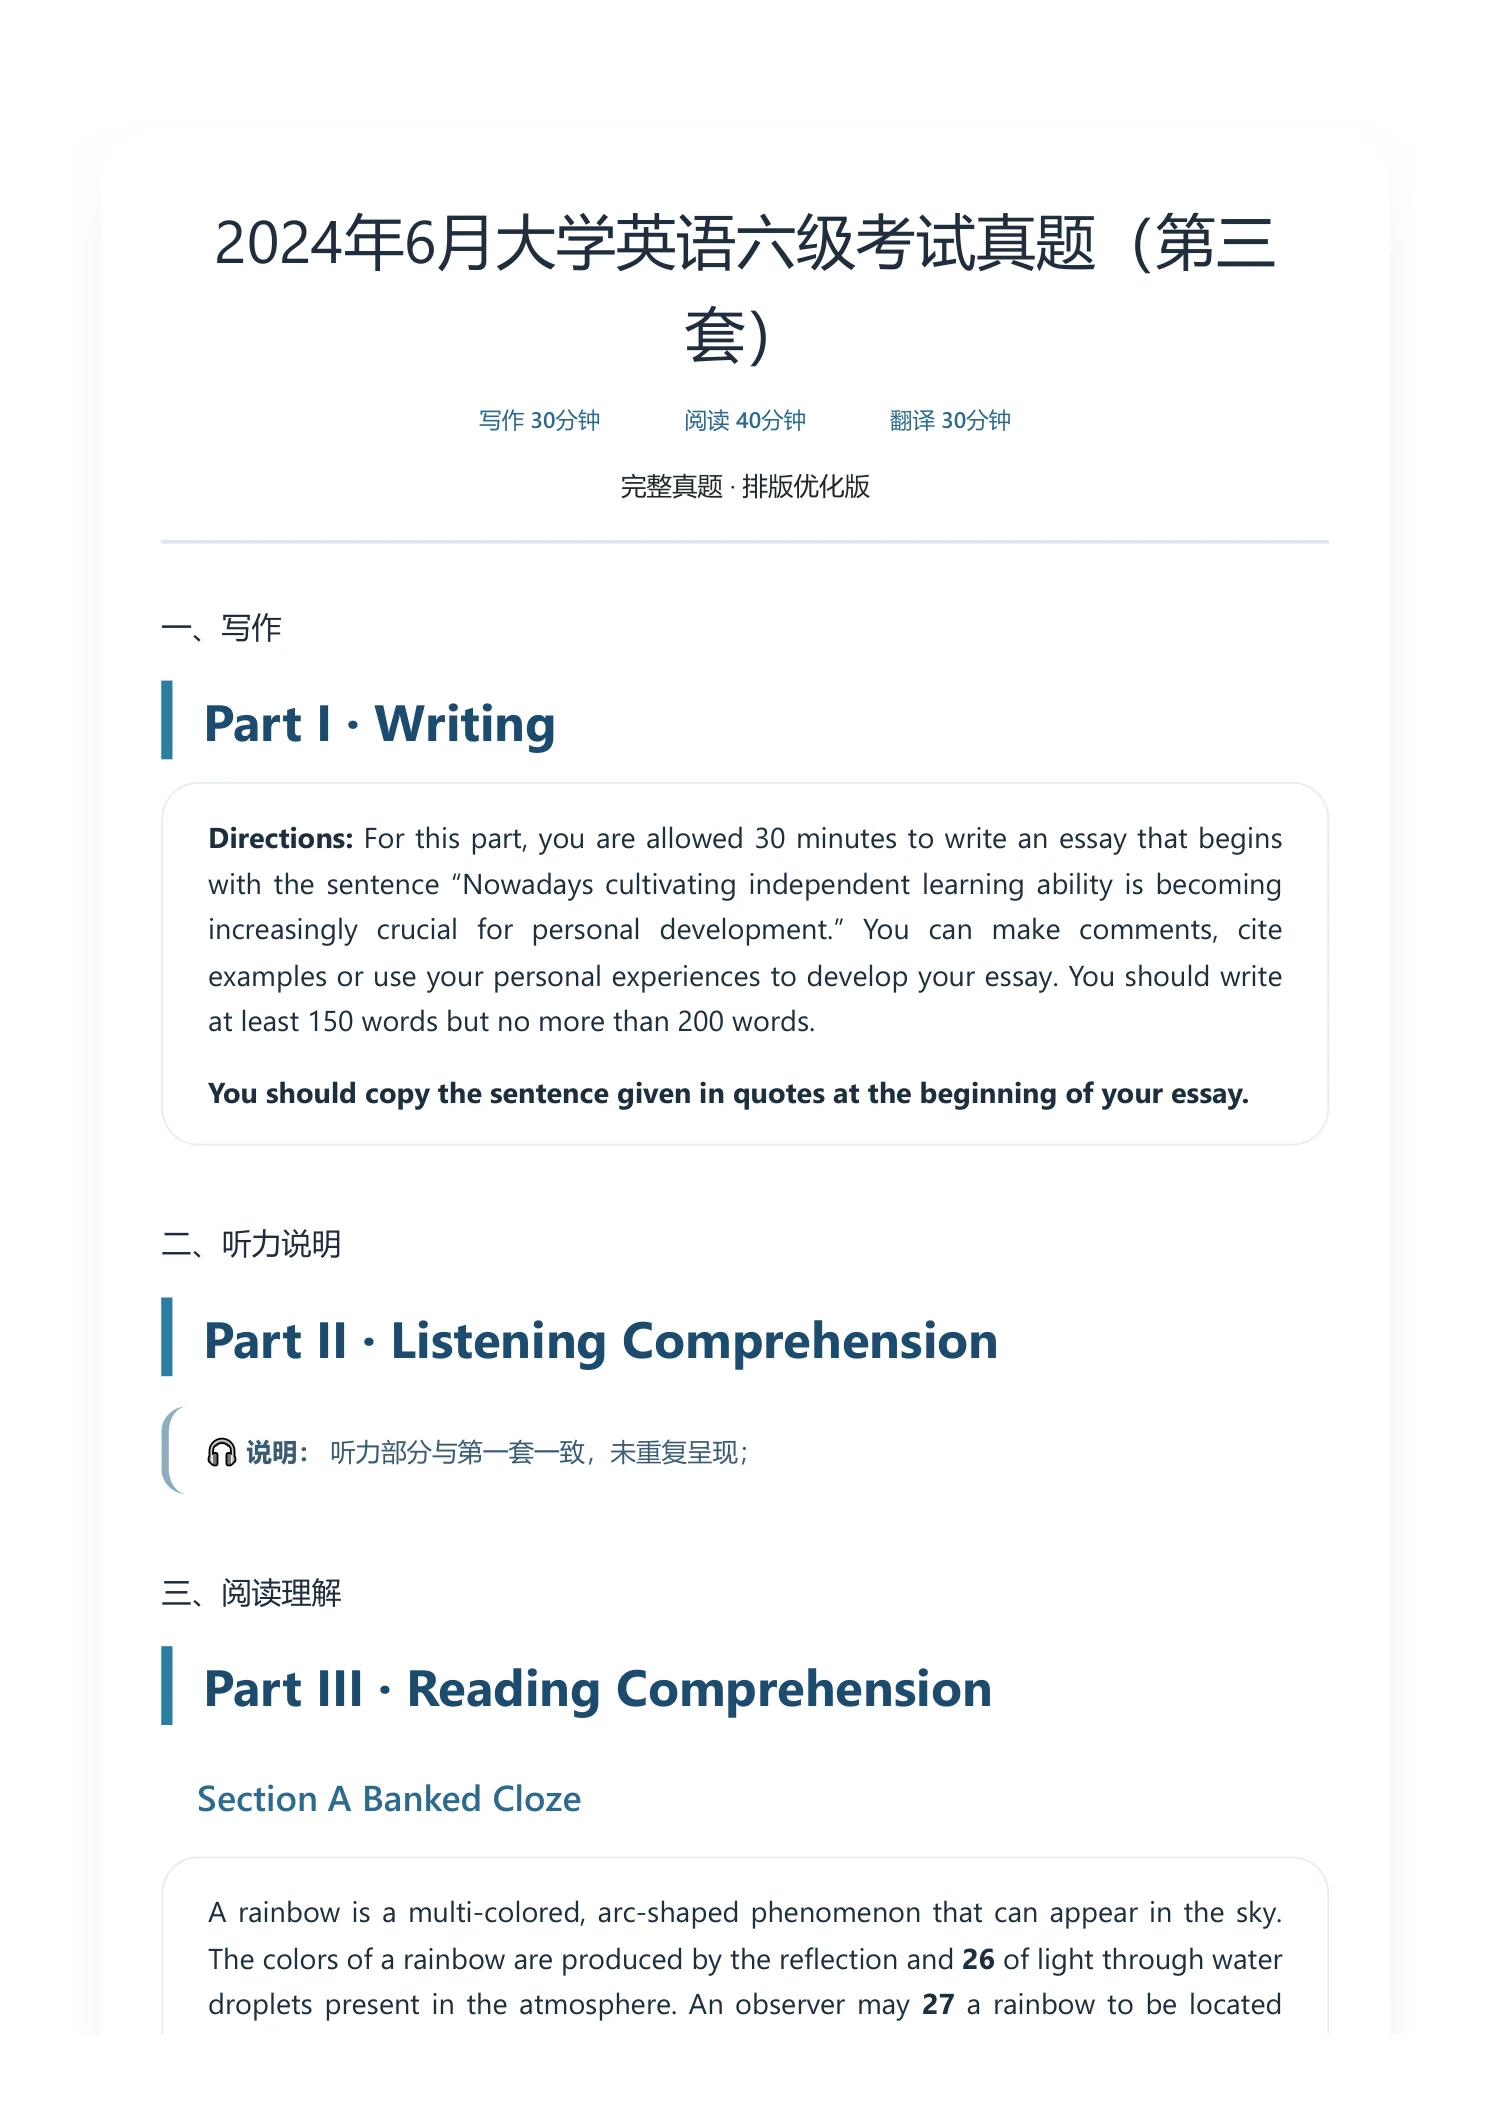 2024年6月大学英语六级考试真题（第三
套）
写作 30分钟 阅读 40分钟 翻译 30分钟
完整真题 · 排版优化版
一、写作
Part I · Writing
Directions: For this part, you are allowed 30 minutes to write an essay that begins
with the sentence “Nowadays cultivating independent learning ability is becoming
increasingly crucial for personal development.” You can make comments, cite
examples or use your personal experiences to develop your essay. You should write
at least 150 words but no more than 200 words.
You should copy the sentence given in quotes at the beginning of your essay.
二、听力说明
Part II · Listening Comprehension
🎧 说明： 听力部分与第一套一致，未重复呈现；
三、阅读理解
Part III · Reading Comprehension
Section A Banked Cloze
A rainbow is a multi-colored, arc-shaped phenomenon that can appear in the sky.
The colors of a rainbow are produced by the reflection and 26 of light through water
droplets present in the atmosphere. An observer may 27 a rainbow to be located